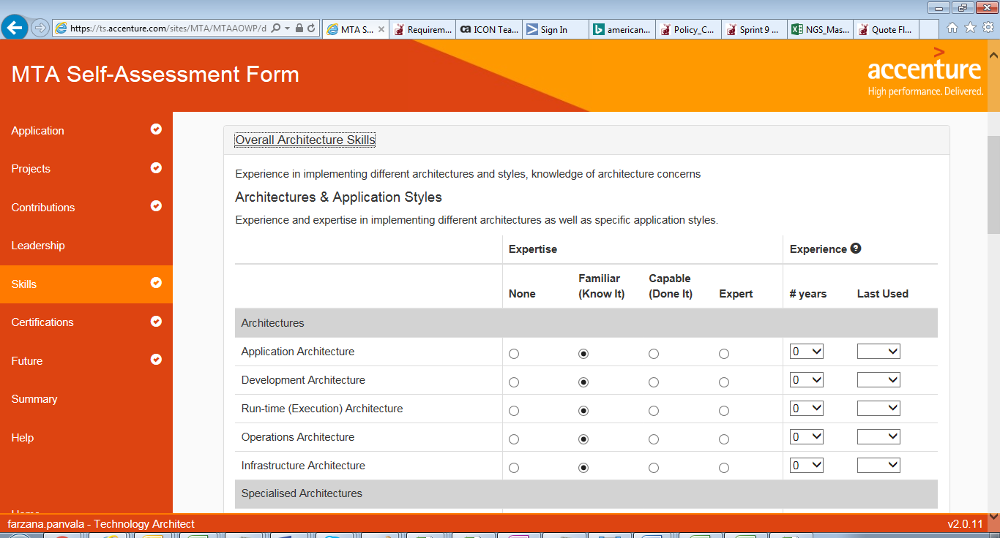 https://ts.accenture.com/sites/MTA/MTAAOWP/d
MTA S...
Requirem...
ca ICON Tea...
Sign In
american...
Policy_C...
Sprint 9 ...
NGS_Mas...
Quote Fl...
MTA Self-Assessment Form
>
accenture
High performance. Delivered.
Application
Projects
Contributions
Leadership
Skills
Certifications
Future
Summary
Help
Overall Architecture Skills
Experience in implementing different architectures and styles, knowledge of architecture concerns
Architectures & Application Styles
Experience and expertise in implementing different architectures as well as specific application styles.
Expertise Experience ?
None Familiar (Know It) Capable (Done It) Expert # years Last Used
Architectures
Application Architecture 0
Development Architecture 0
Run-time (Execution) Architecture 0
Operations Architecture 0
Infrastructure Architecture 0
Specialised Architectures
farzana.panvala - Technology Architect v2.0.11